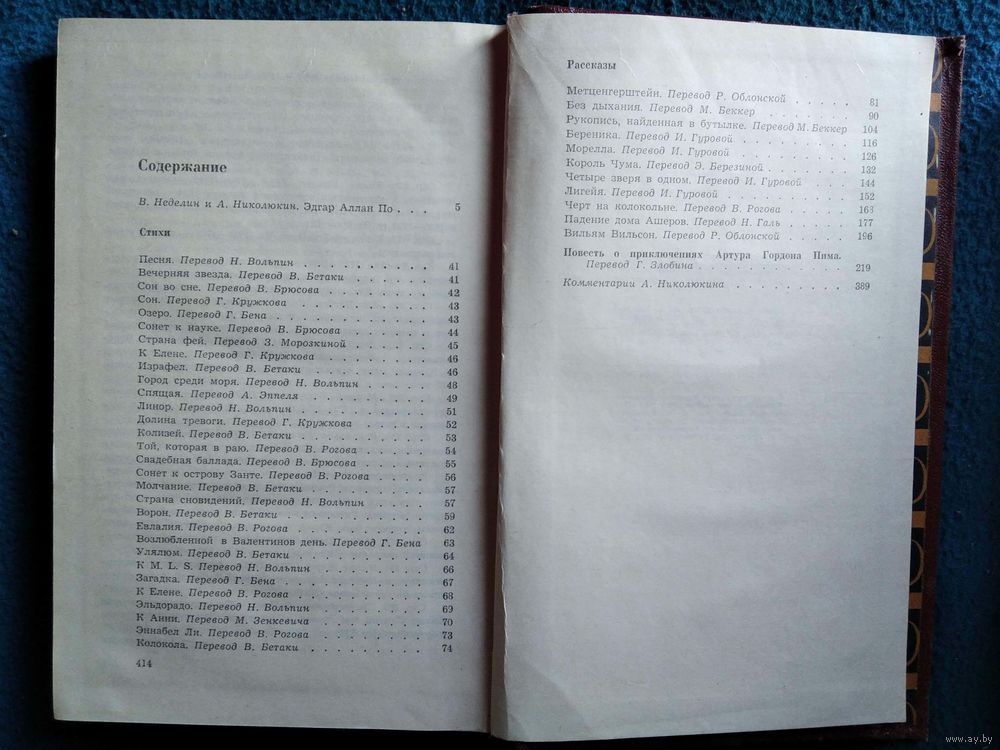 Содержание
В. Неделин и А. Николюкин. Эдгар Аллан По . . . 5
Стихи
Песня. Перевод Н. Вольпин . . . . . . . . . 41
Вечерняя звезда. Перевод В. Бетаки . . . . . . 41
Сон во сне. Перевод В. Брюсова . . . . . . . 42
Сон. Перевод Г. Кружкова . . . . . . . . . 43
Озеро. Перевод Г. Бена . . . . . . . . . . 43
Сонет к науке. Перевод В. Брюсова . . . . . . 44
Страна фей. Перевод З. Морозкиной . . . . . . 45
К Елене. Перевод Г. Кружкова . . . . . . . . 46
Израфел. Перевод В. Бетаки . . . . . . . . 46
Город среди моря. Перевод Н. Вольпин . . . . . 48
Спящая. Перевод А. Эппеля . . . . . . . . 49
Линор. Перевод Н. Вольпин . . . . . . . . 51
Долина тревоги. Перевод Г. Кружкова . . . . . 52
Колизей. Перевод В. Бетаки . . . . . . . . 53
Той, которая в раю. Перевод В. Рогова . . . . . 54
Свадебная баллада. Перевод В. Брюсова . . . . . 55
Сонет к острову Занте. Перевод В. Рогова . . . . 56
Молчание. Перевод В. Бетаки . . . . . . . . 57
Страна сновидений. Перевод Н. Вольпин . . . . . 57
Ворон. Перевод В. Бетаки . . . . . . . . . 59
Евлалия. Перевод В. Рогова . . . . . . . . 62
Возлюбленной в Валентинов день. Перевод Г. Бена 63
Улялюм. Перевод В. Бетаки . . . . . . . . 64
К M. L. S. Перевод Н. Вольпин . . . . . . . 66
Загадка. Перевод Г. Бена . . . . . . . . . 67
К Елене. Перевод В. Рогова . . . . . . . . 68
Эльдорадо. Перевод Н. Вольпин . . . . . . . 69
К Анни. Перевод М. Зенкевича . . . . . . . 70
Эннабел Ли. Перевод В. Рогова . . . . . . . 73
Колокола. Перевод В. Бетаки . . . . . . . . 74
414
Рассказы
Метценгерштейн. Перевод Р. Облонской . . . . . 81
Без дыхания. Перевод М. Беккер . . . . . . . 90
Рукопись, найденная в бутылке. Перевод М. Беккер 104
Береника. Перевод И. Гуровой . . . . . . . . 116
Морелла. Перевод И. Гуровой . . . . . . . . 126
Король Чума. Перевод Э. Березиной . . . . . . 132
Четыре зверя в одном. Перевод И. Гуровой . . . . 144
Лигейя. Перевод И. Гуровой . . . . . . . . 152
Черт на колокольне. Перевод В. Рогова . . . . . 168
Падение дома Ашеров. Перевод Н. Галь . . . . . 177
Вильям Вильсон. Перевод Р. Облонской . . . . . 196
Повесть о приключениях Артура Гордона Пима.
Перевод Г. Злобина . . . . . . . . . . 219
Комментарии А. Николюкина . . . . . . . . 389
www.ay.by